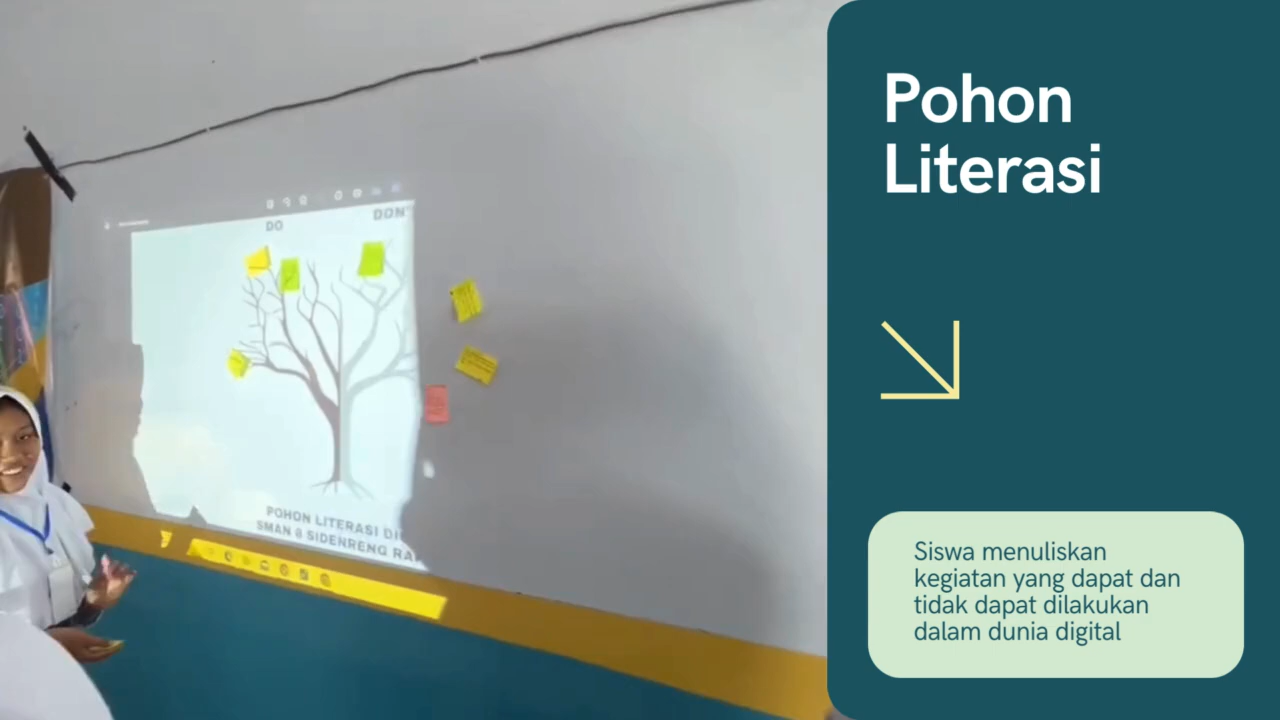 DO
DON
POHON LITERASI DI
SMAN 8 SIDENRENG RA
Pohon
Literasi
Siswa menuliskan
kegiatan yang dapat dan
tidak dapat dilakukan
dalam dunia digital